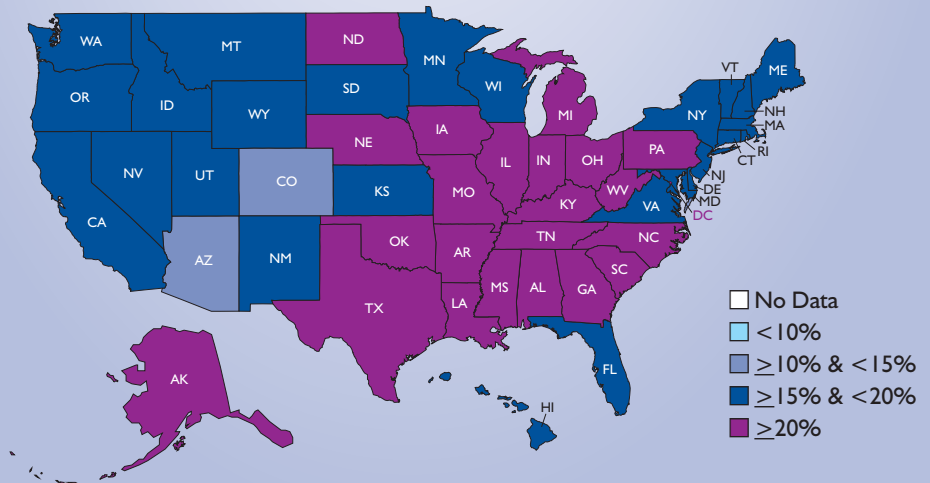 WA
MT
ND
MN
VT
ME
OR
ID
SD
WI
NY
NH
WY
MI
MA
NE
IA
PA
RI
CT
NV
UT
CO
IL
IN
OH
NJ
CA
KS
MO
WV
DE
KY
VA
MD
DC
AZ
NM
OK
AR
TN
NC
SC
TX
LA
MS
AL
GA
FL
AK
HI
No Data
<10%
≥10% & <15%
≥15% & <20%
≥20%